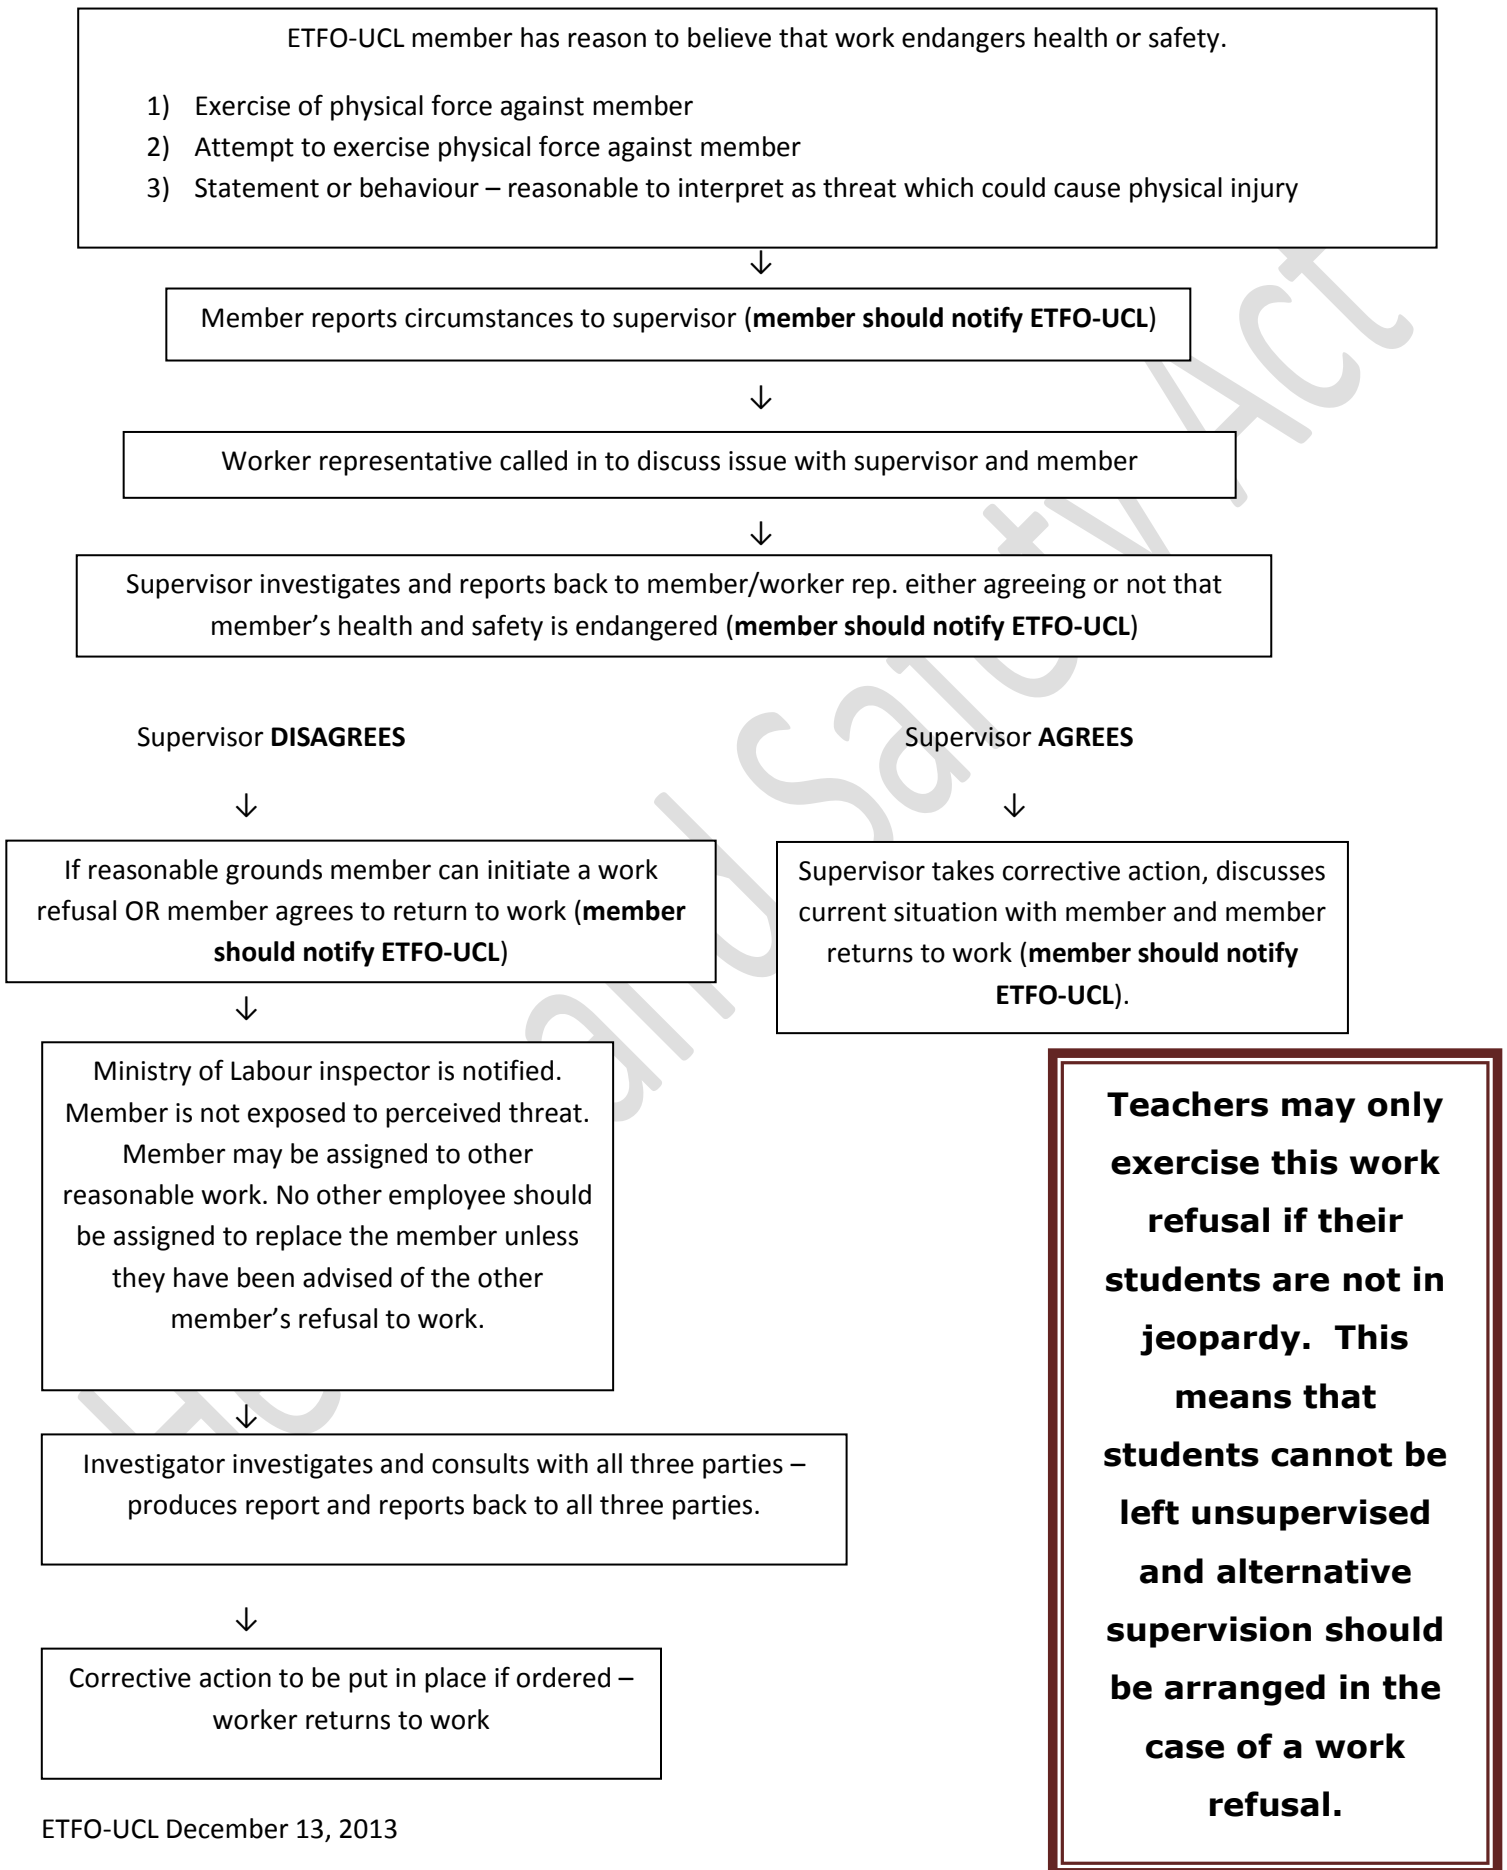 ETFO-UCL member has reason to believe that work endangers health or safety.
1) Exercise of physical force against member
2) Attempt to exercise physical force against member
3) Statement or behaviour – reasonable to interpret as threat which could cause physical injury
↓
Member reports circumstances to supervisor (member should notify ETFO-UCL)
↓
Worker representative called in to discuss issue with supervisor and member
↓
Supervisor investigates and reports back to member/worker rep. either agreeing or not that
member’s health and safety is endangered (member should notify ETFO-UCL)
Supervisor DISAGREES
↓
If reasonable grounds member can initiate a work
refusal OR member agrees to return to work (member
should notify ETFO-UCL)
↓
Ministry of Labour inspector is notified.
Member is not exposed to perceived threat.
Member may be assigned to other
reasonable work. No other employee should
be assigned to replace the member unless
they have been advised of the other
member’s refusal to work.
↓
Investigator investigates and consults with all three parties –
produces report and reports back to all three parties.
↓
Corrective action to be put in place if ordered –
worker returns to work
Supervisor AGREES
↓
Supervisor takes corrective action, discusses
current situation with member and member
returns to work (member should notify
ETFO-UCL).
Teachers may only
exercise this work
refusal if their
students are not in
jeopardy.  This
means that
students cannot be
left unsupervised
and alternative
supervision should
be arranged in the
case of a work
refusal.
ETFO-UCL December 13, 2013
and Safety Act